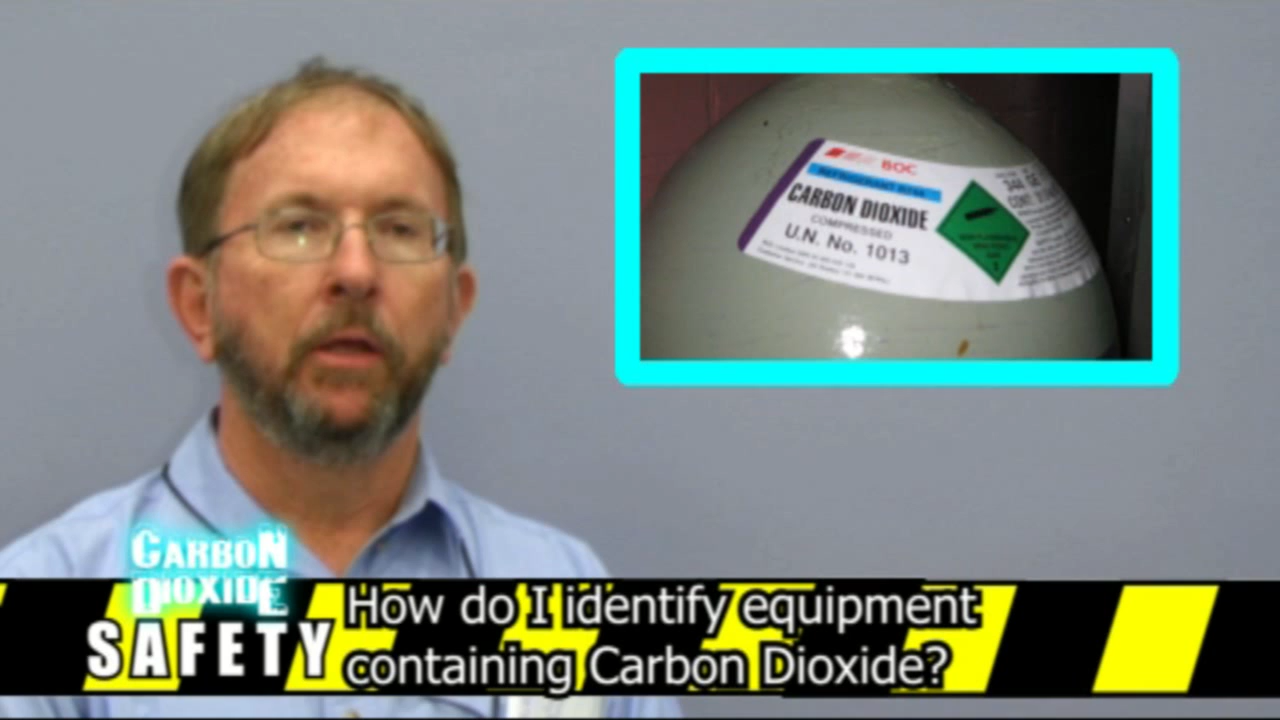 BOC
CARBON DIOXIDE
COMPRESSED
U.N. No. 1013
CARBON
DIOXIDE
SAFETY
How do I identify equipment
containing Carbon Dioxide?